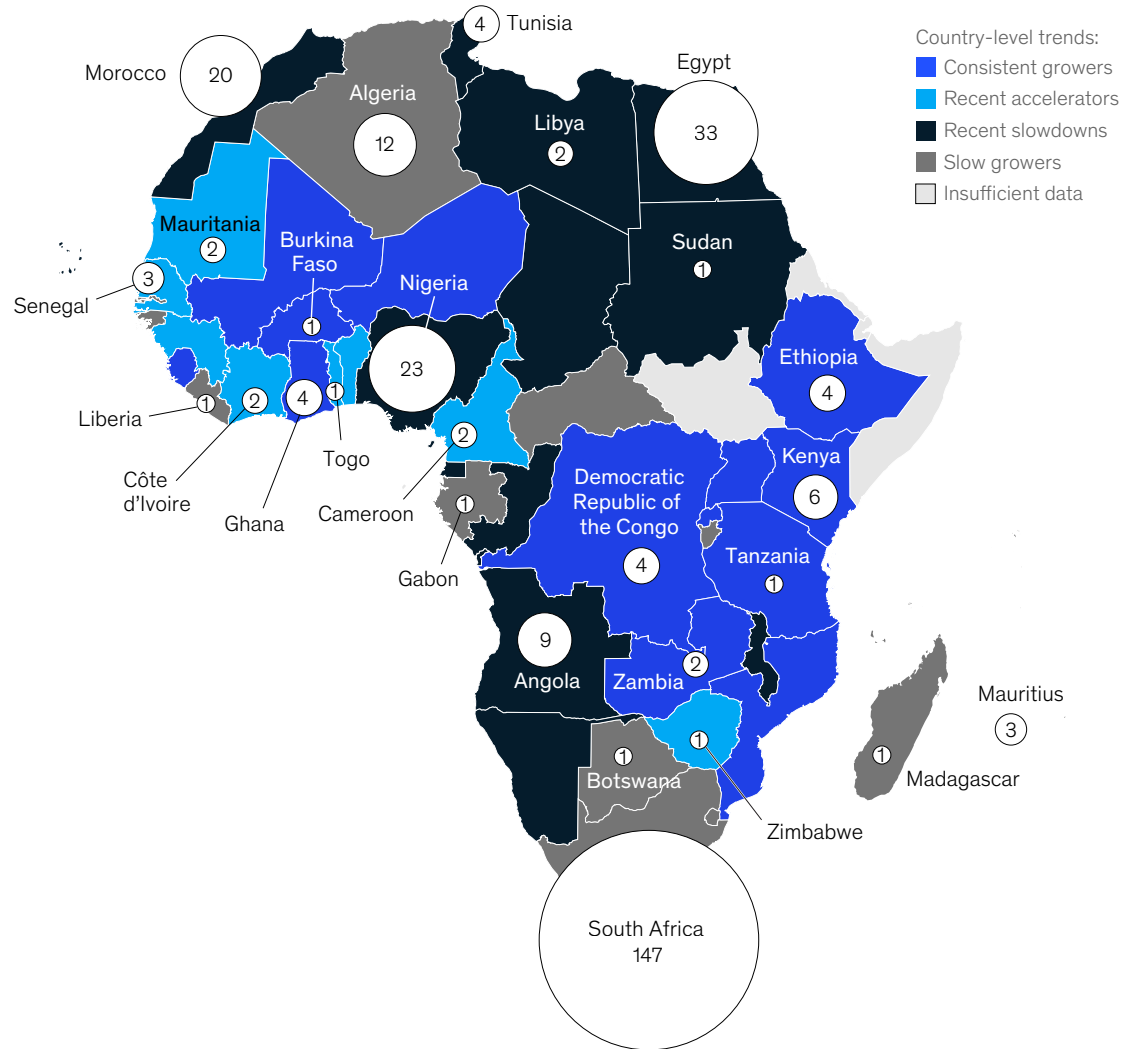 4
Tunisia
Morocco
20
Egypt
33
Country-level trends:
Consistent growers
Recent accelerators
Recent slowdowns
Slow growers
Insufficient data
Algeria
12
Libya
2
Mauritania
2
Burkina
Faso
1
Nigeria
23
Sudan
1
Senegal
3
Ethiopia
4
Liberia
1
Côte
d’Ivoire
2
Ghana
4
Togo
1
Cameroon
2
Gabon
1
Kenya
6
Democratic
Republic of
the Congo
4
Tanzania
1
9
Angola
Zambia
2
Mauritius
3
1
Botswana
1
Zimbabwe
1
Madagascar
South Africa
147